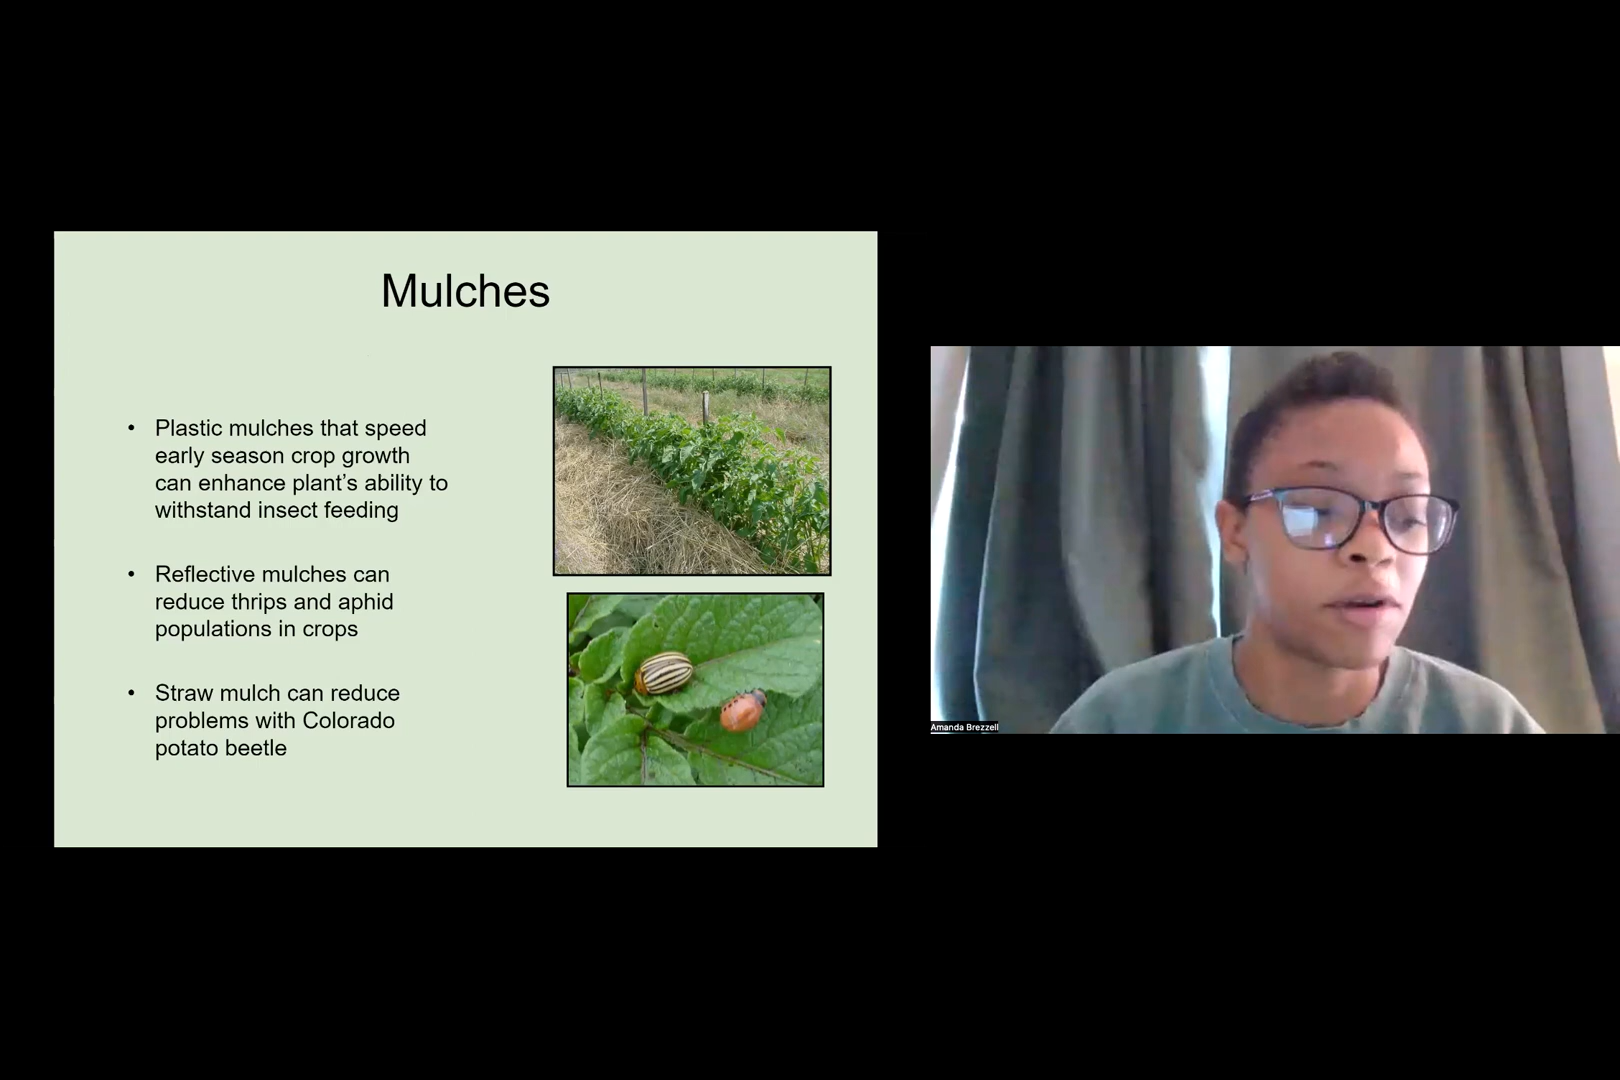 Mulches
• Plastic mulches that speed
early season crop growth
can enhance plant’s ability to
withstand insect feeding
• Reflective mulches can
reduce thrips and aphid
populations in crops
• Straw mulch can reduce
problems with Colorado
potato beetle
Amanda Brezzell